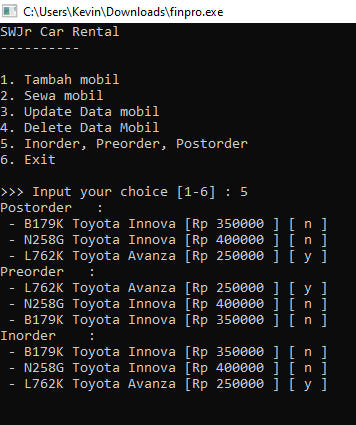 C:\Users\Kevin\Downloads\finpro.exe
SWJr Car Rental
----------
1. Tambah mobil
2. Sewa mobil
3. Update Data mobil
4. Delete Data Mobil
5. Inorder, Preorder, Postorder
6. Exit
>>> Input your choice [1-6] : 5
Postorder   :
- B179K Toyota Innova [Rp 350000 ] [ n ]
- N258G Toyota Innova [Rp 400000 ] [ n ]
- L762K Toyota Avanza [Rp 250000 ] [ y ]
Preorder   :
- L762K Toyota Avanza [Rp 250000 ] [ y ]
- N258G Toyota Innova [Rp 400000 ] [ n ]
- B179K Toyota Innova [Rp 350000 ] [ n ]
Inorder    :
- B179K Toyota Innova [Rp 350000 ] [ n ]
- N258G Toyota Innova [Rp 400000 ] [ n ]
- L762K Toyota Avanza [Rp 250000 ] [ y ]